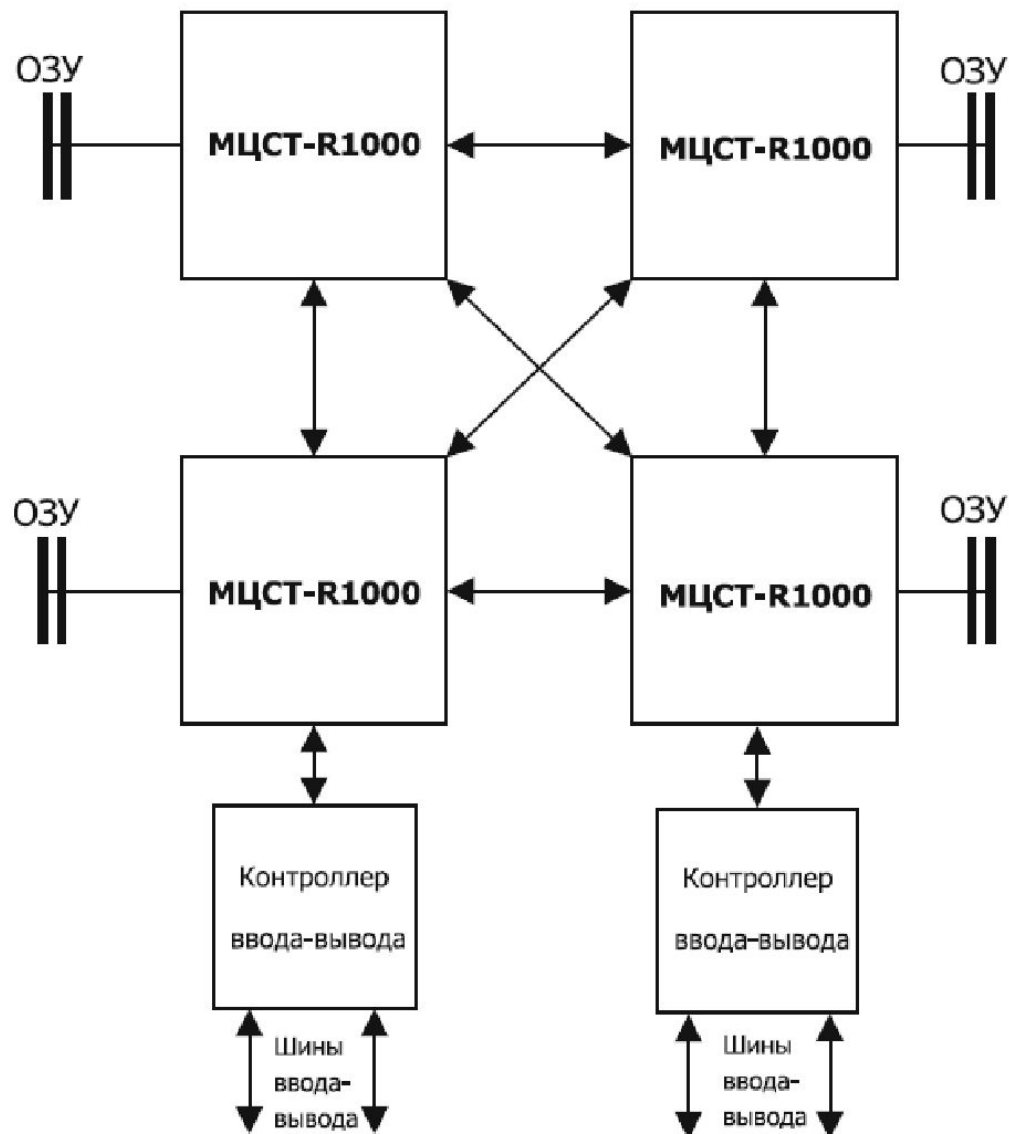 ОЗУ
ОЗУ
МЦСТ-R1000
МЦСТ-R1000
ОЗУ
ОЗУ
МЦСТ-R1000
МЦСТ-R1000
Контроллер
ввода-вывода
Контроллер
ввода-вывода
Шины
ввода-
вывода
Шины
ввода-
вывода